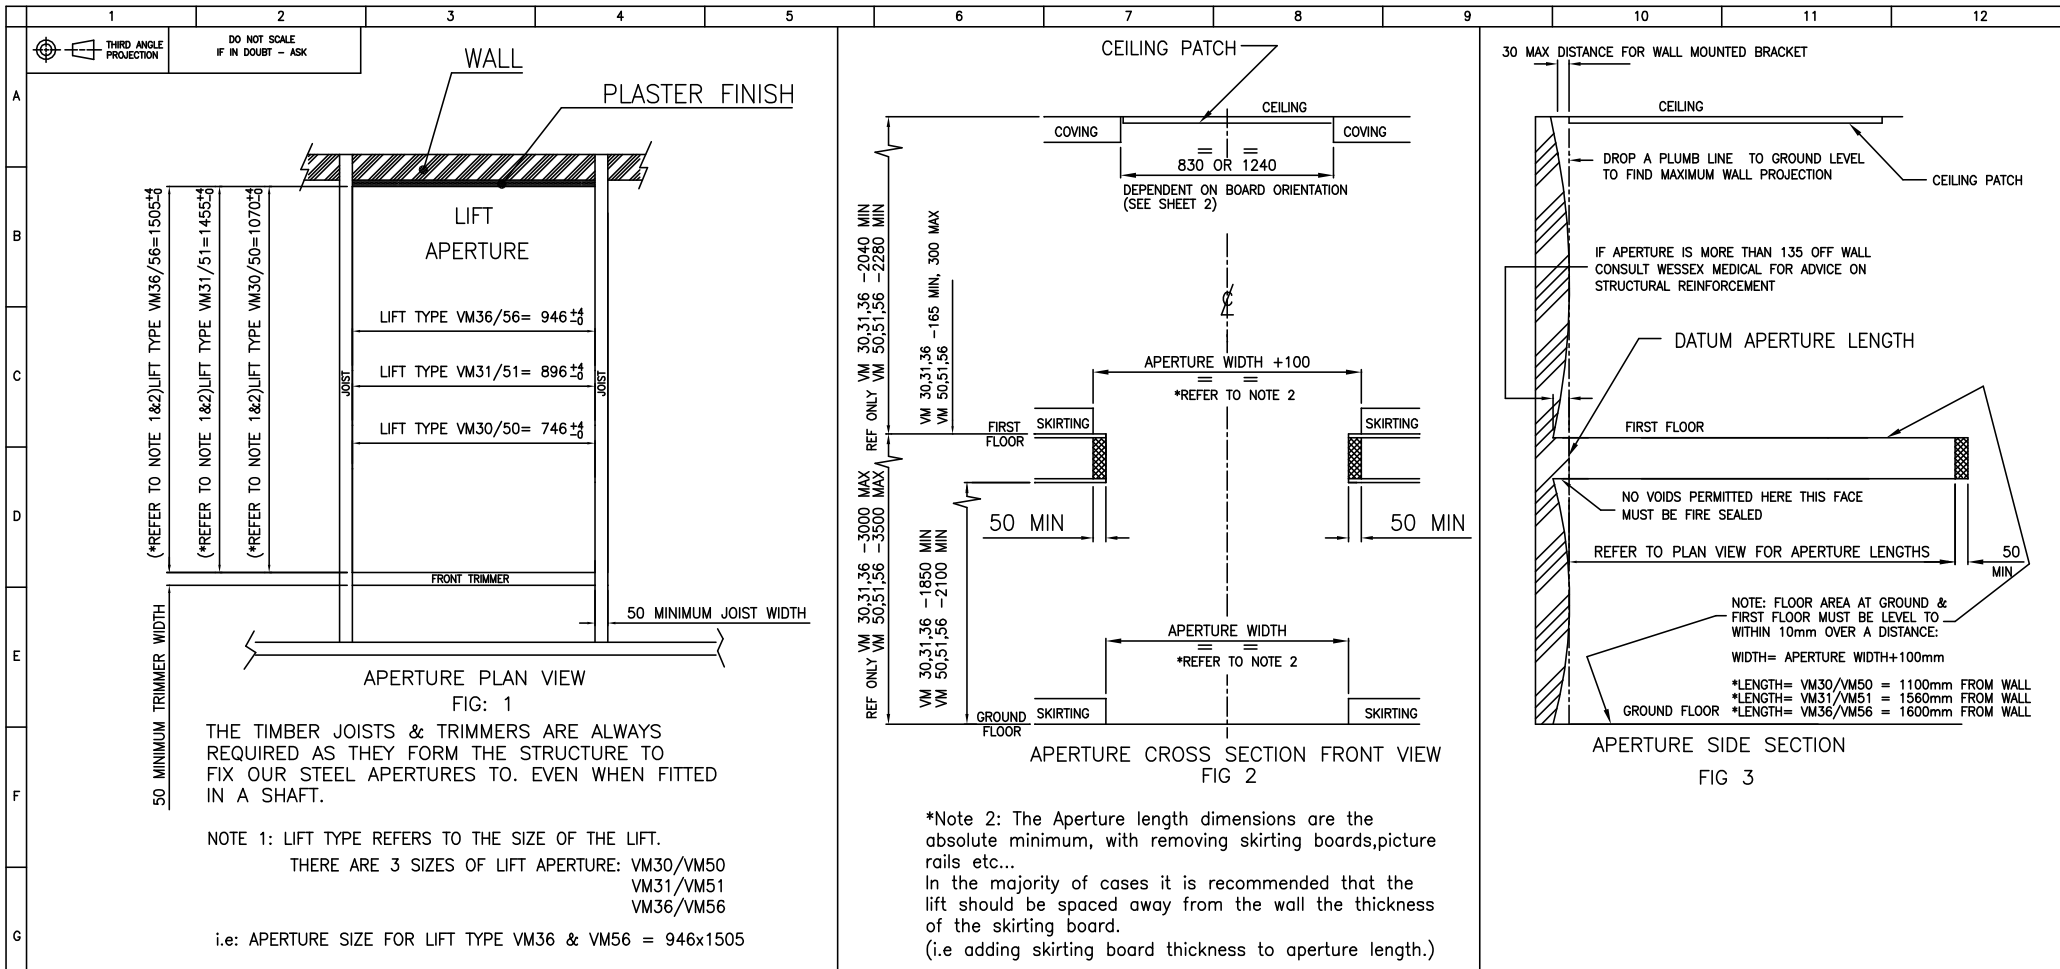 1 2 3 4 5 6 7 8 9 10 11 12
A
B
C
D
E
F
G
THIRD ANGLE
PROJECTION
DO NOT SCALE
IF IN DOUBT - ASK
WALL
PLASTER FINISH
LIFT
APERTURE
(*REFER TO NOTE 1&2)LIFT TYPE VM36/56=1505+4-0
(*REFER TO NOTE 1&2)LIFT TYPE VM31/51=1455+4-0
(*REFER TO NOTE 1&2)LIFT TYPE VM30/50=1070+4-0
LIFT TYPE VM36/56= 946+4-0
LIFT TYPE VM31/51= 896+4-0
LIFT TYPE VM30/50= 746+4-0
JOIST
JOIST
FRONT TRIMMER
50 MINIMUM JOIST WIDTH
50 MINIMUM TRIMMER WIDTH
APERTURE PLAN VIEW
FIG: 1
THE TIMBER JOISTS & TRIMMERS ARE ALWAYS
REQUIRED AS THEY FORM THE STRUCTURE TO
FIX OUR STEEL APERTURES TO. EVEN WHEN FITTED
IN A SHAFT.
NOTE 1: LIFT TYPE REFERS TO THE SIZE OF THE LIFT.
THERE ARE 3 SIZES OF LIFT APERTURE: VM30/VM50
VM31/VM51
VM36/VM56
i.e: APERTURE SIZE FOR LIFT TYPE VM36 & VM56 = 946x1505
CEILING PATCH
CEILING
COVING
COVING
= =
830 OR 1240
DEPENDENT ON BOARD ORIENTATION
(SEE SHEET 2)
REF ONLY VM 30,31,36 -2040 MIN
VM 50,51,56 -2280 MIN
VM 30,31,36 -165 MIN, 300 MAX
VM 50,51,56
APERTURE WIDTH +100
= =
*REFER TO NOTE 2
FIRST
FLOOR
SKIRTING
SKIRTING
50 MIN
50 MIN
REF ONLY VM 30,31,36 -3000 MAX
VM 50,51,56 -3500 MAX
VM 30,31,36 -1850 MIN
VM 50,51,56 -2100 MIN
APERTURE WIDTH
= =
*REFER TO NOTE 2
GROUND
FLOOR
SKIRTING
SKIRTING
APERTURE CROSS SECTION FRONT VIEW
FIG 2
*Note 2: The Aperture length dimensions are the
absolute minimum, with removing skirting boards,picture
rails etc...
In the majority of cases it is recommended that the
lift should be spaced away from the wall the thickness
of the skirting board.
(i.e adding skirting board thickness to aperture length.)
30 MAX DISTANCE FOR WALL MOUNTED BRACKET
CEILING
DROP A PLUMB LINE TO GROUND LEVEL
TO FIND MAXIMUM WALL PROJECTION
CEILING PATCH
IF APERTURE IS MORE THAN 135 OFF WALL
CONSULT WESSEX MEDICAL FOR ADVICE ON
STRUCTURAL REINFORCEMENT
DATUM APERTURE LENGTH
FIRST FLOOR
NO VOIDS PERMITTED HERE THIS FACE
MUST BE FIRE SEALED
REFER TO PLAN VIEW FOR APERTURE LENGTHS
50
MIN
NOTE: FLOOR AREA AT GROUND &
FIRST FLOOR MUST BE LEVEL TO
WITHIN 10mm OVER A DISTANCE:
WIDTH= APERTURE WIDTH+100mm
*LENGTH= VM30/VM50 = 1100mm FROM WALL
*LENGTH= VM31/VM51 = 1560mm FROM WALL
*LENGTH= VM36/VM56 = 1600mm FROM WALL
GROUND FLOOR
APERTURE SIDE SECTION
FIG 3